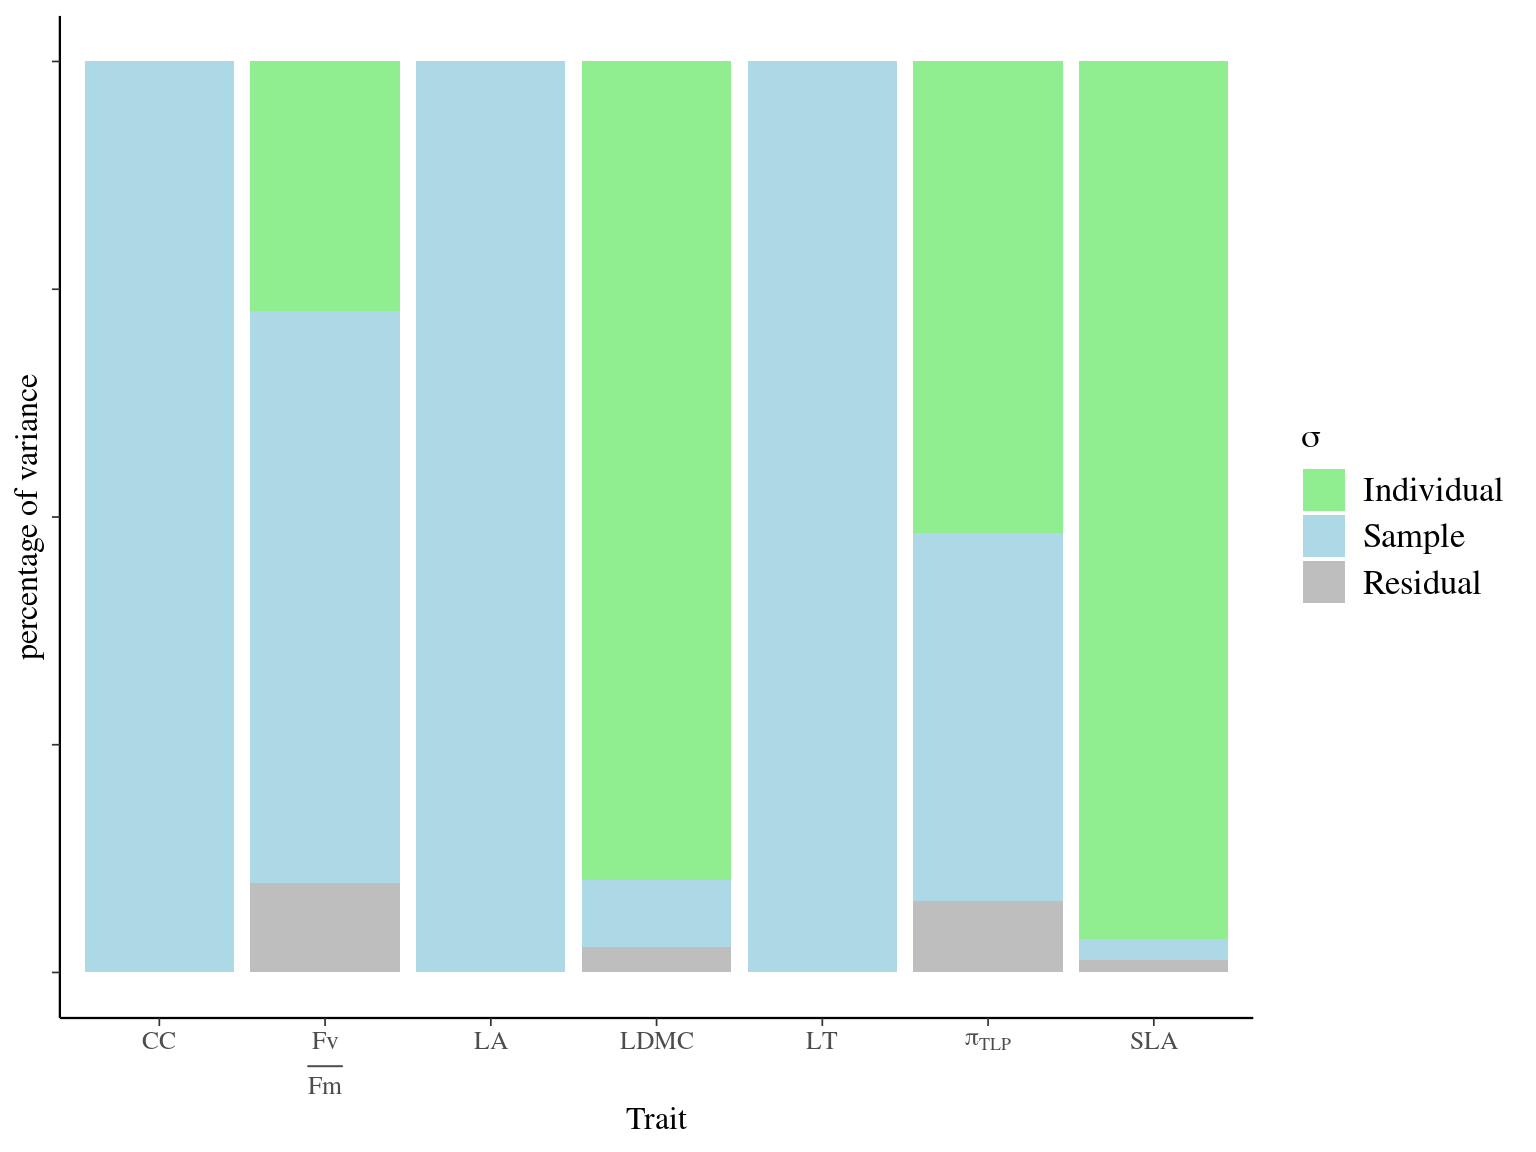 percentage of variance
σ
Individual
Sample
Residual
CC
Fv
Fm
LA
LDMC
LT
πTLP
SLA
Trait